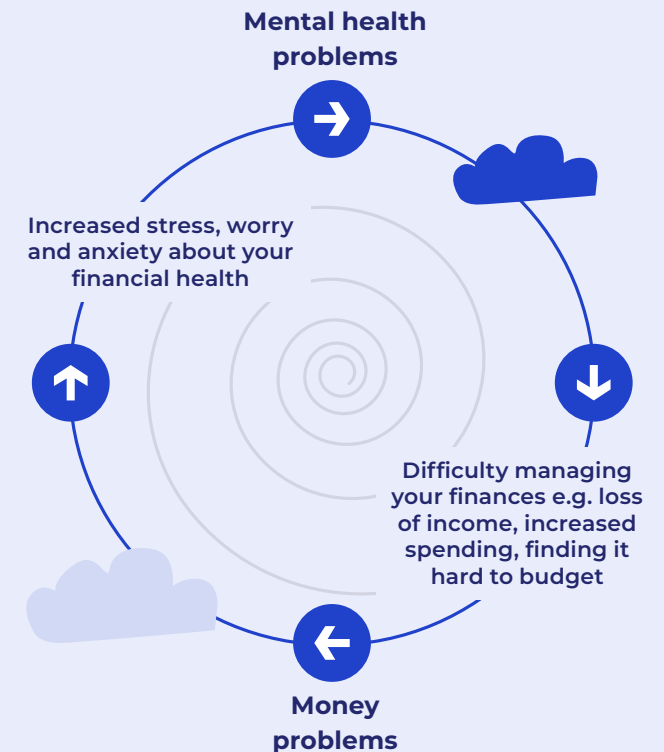 Mental health
problems
Increased stress, worry
and anxiety about your
financial health
Difficulty managing
your finances e.g. loss
of income, increased
spending, finding it
hard to budget
Money
problems